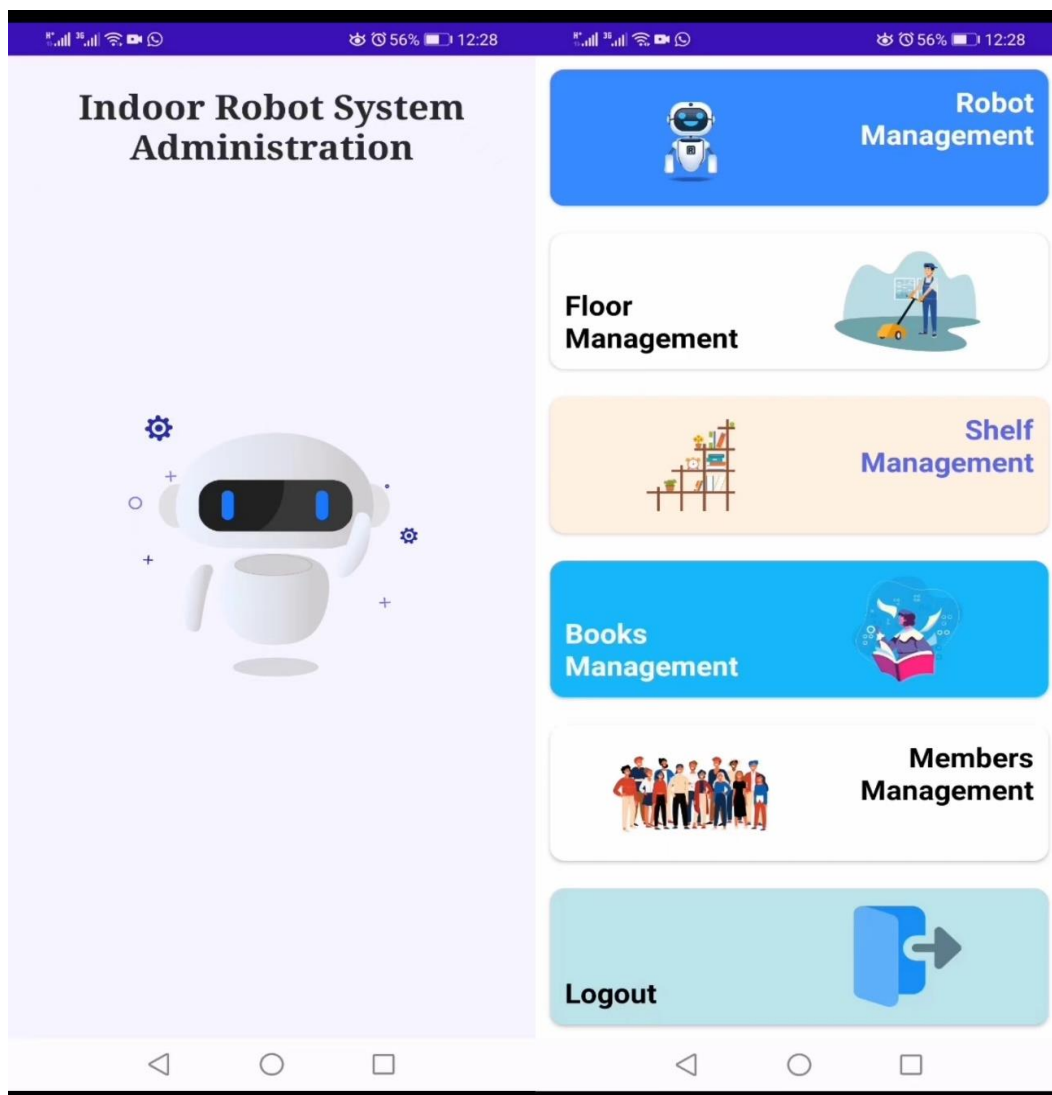 56% 12:28
Indoor Robot System
Administration
56% 12:28
Robot
Management
Floor
Management
Shelf
Management
Books
Management
Members
Management
Logout